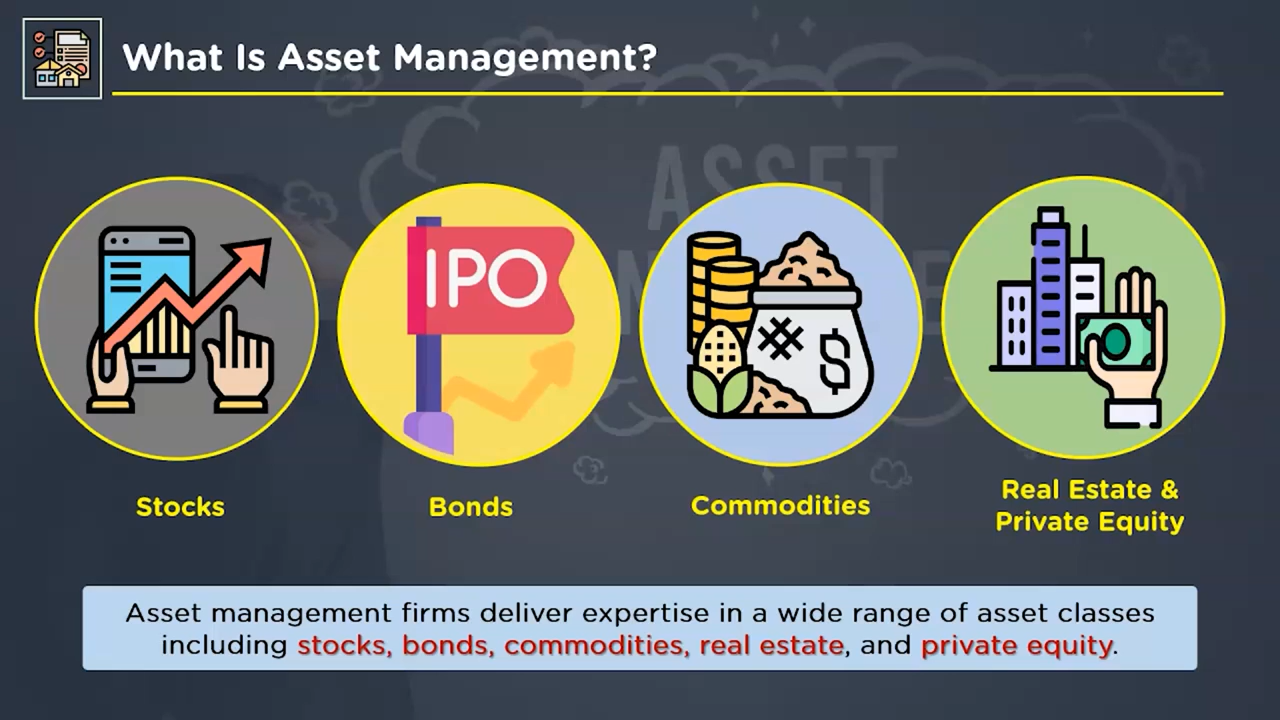 What Is Asset Management?
ASSET
IPO
$
Stocks
Bonds
Commodities
Real Estate &
Private Equity
Asset management firms deliver expertise in a wide range of asset classes
including stocks, bonds, commodities, real estate, and private equity.